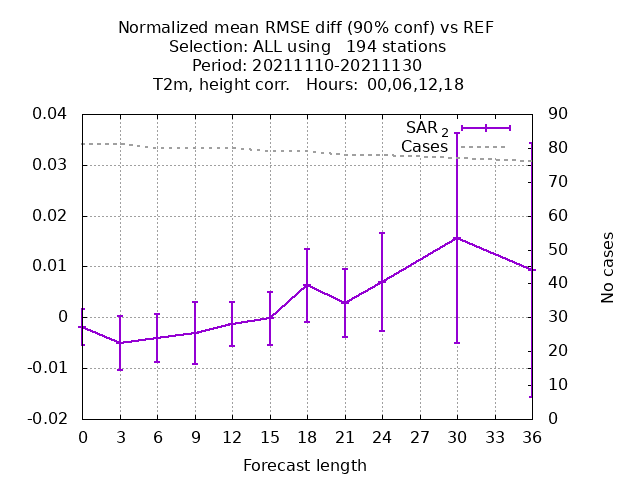 Normalized mean RMSE diff (90% conf) vs REF
Selection: ALL using   194 stations
Period: 20211110-20211130
T2m, height corr.   Hours: 00,06,12,18
0.04
0.03
0.02
0.01
0
-0.01
-0.02
90
80
70
60
50
40
30
20
10
0
SAR 2
Cases
No cases
0 3 6 9 12 15 18 21 24 27 30 33 36
Forecast length